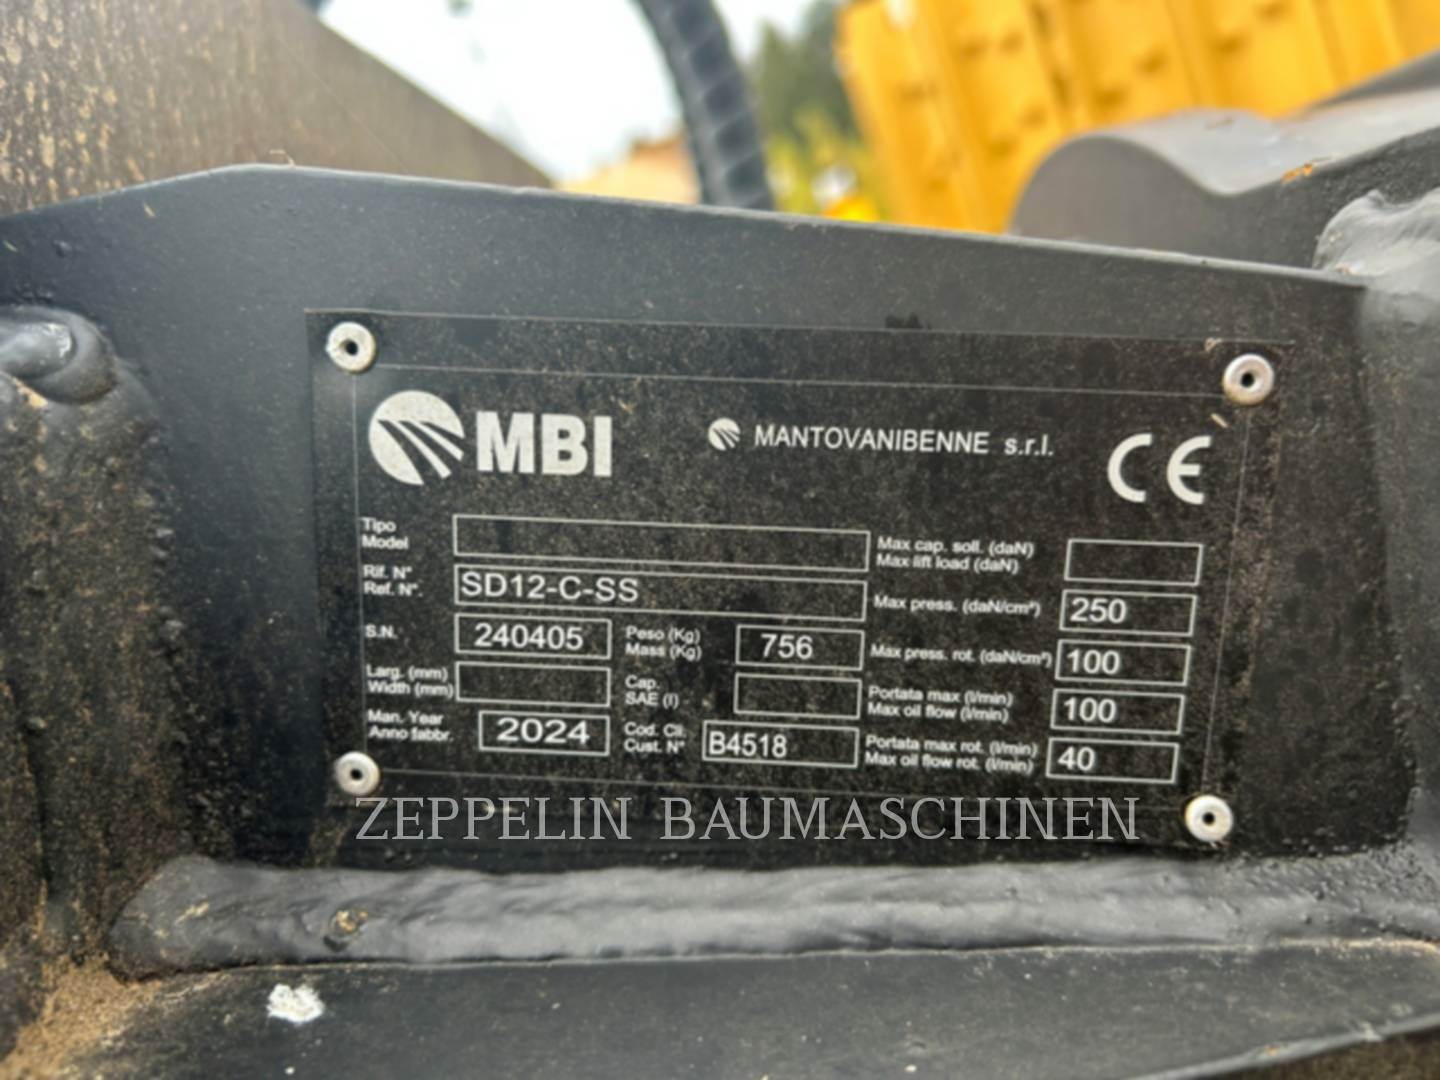 MBI MANTOVANIBENNE s.r.l. CE
Tipo
Model
Max cap. soll. (daN)
Max lift load (daN)
Rif. N°
Ref. N°. SD12-C-SS
Max press. (daN/cm²) 250
S.N. 240405
Peso (Kg)
Mass (Kg) 756
Max press. rot. (daN/cm²) 100
Larg. (mm)
Width (mm)
Cap.
SAE (l)
Portata max (l/min)
Max oil flow (l/min) 100
Man. Year
Anno fabbr. 2024
Cod. Cli.
Cust. N° B4518
Portata max rot. (l/min)
Max oil flow rot. (l/min) 40
ZEPPELIN BAUMASCHINEN